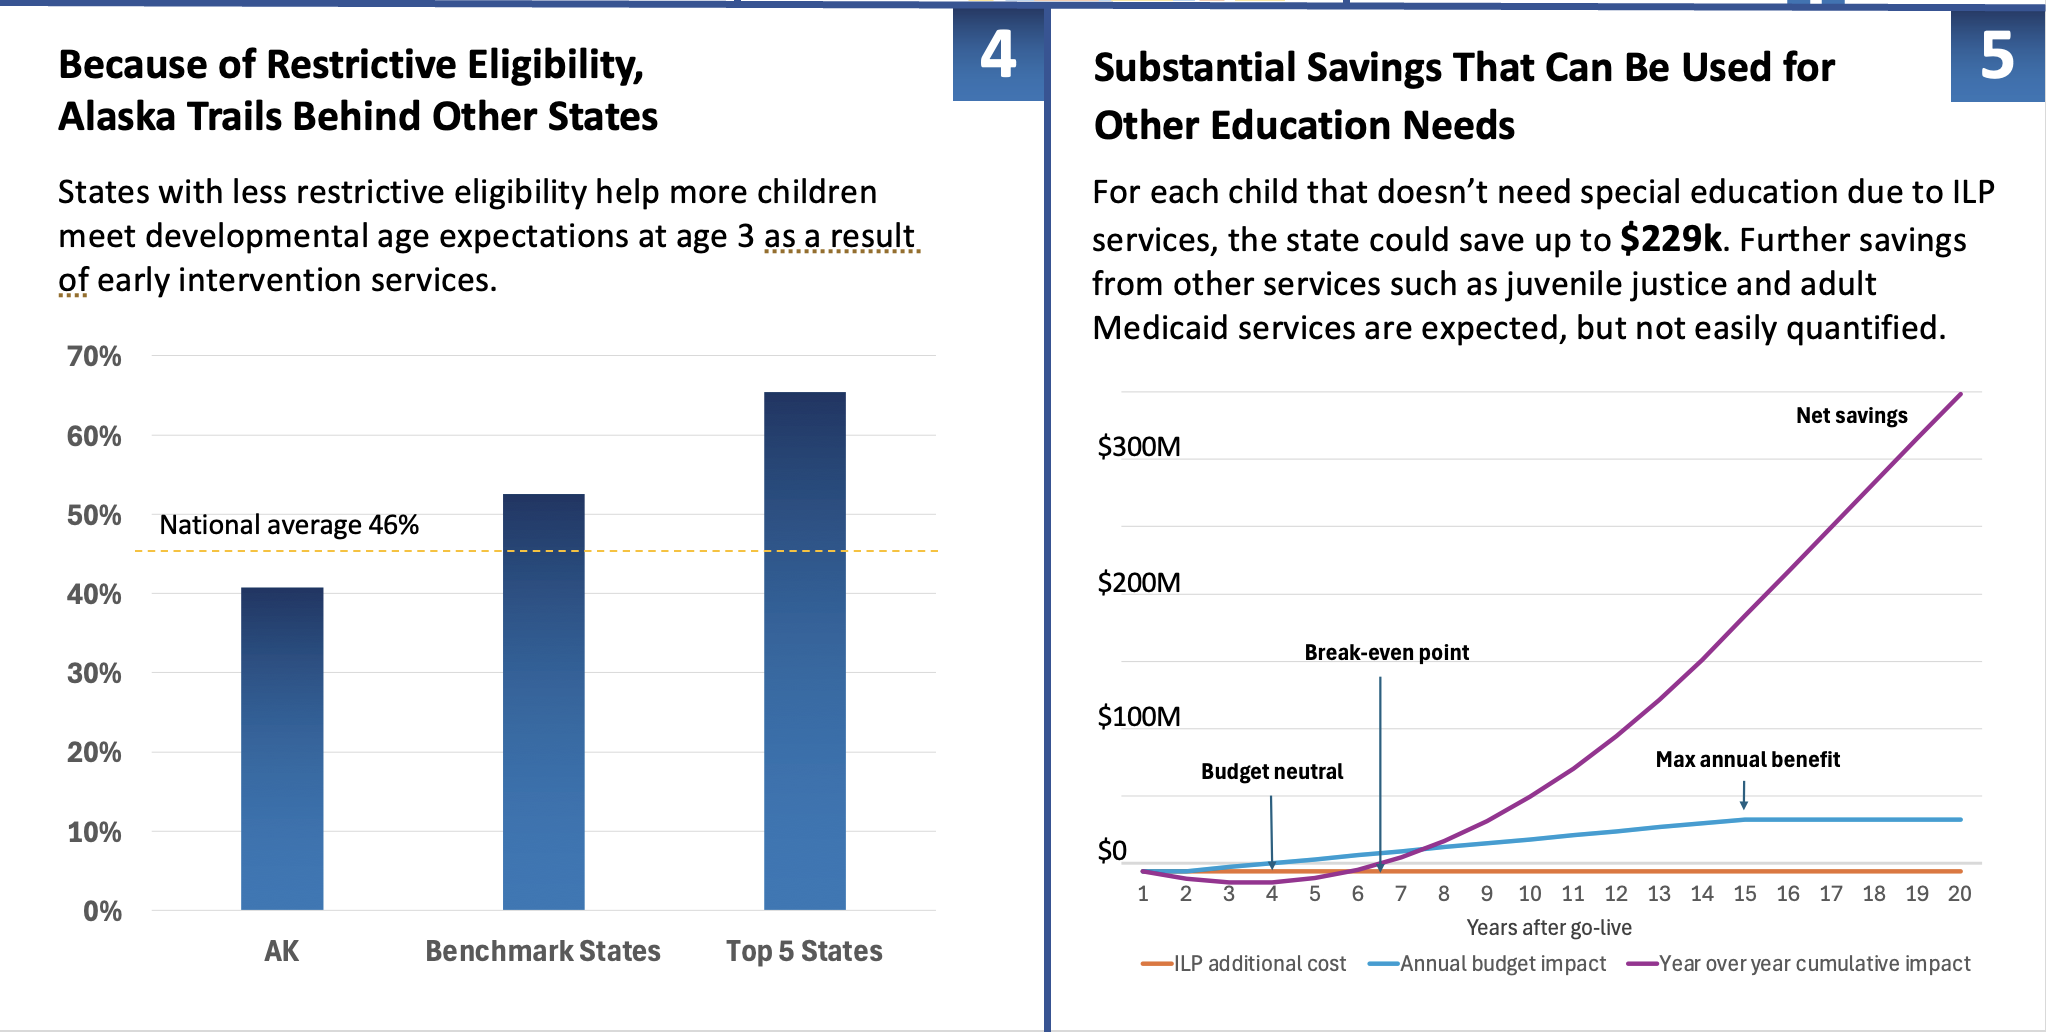 4
Because of Restrictive Eligibility,
Alaska Trails Behind Other States
States with less restrictive eligibility help more children
meet developmental age expectations at age 3 as a result
of early intervention services.
70%
60%
50%
National average 46%
40%
30%
20%
10%
0%
AK Benchmark States Top 5 States
5
Substantial Savings That Can Be Used for
Other Education Needs
For each child that doesn’t need special education due to ILP
services, the state could save up to $229k. Further savings
from other services such as juvenile justice and adult
Medicaid services are expected, but not easily quantified.
Net savings
$300M
$200M
Break-even point
$100M
Max annual benefit
Budget neutral
$0
1 2 3 4 5 6 7 8 9 10 11 12 13 14 15 16 17 18 19 20
Years after go-live
ILP additional cost Annual budget impact Year over year cumulative impact